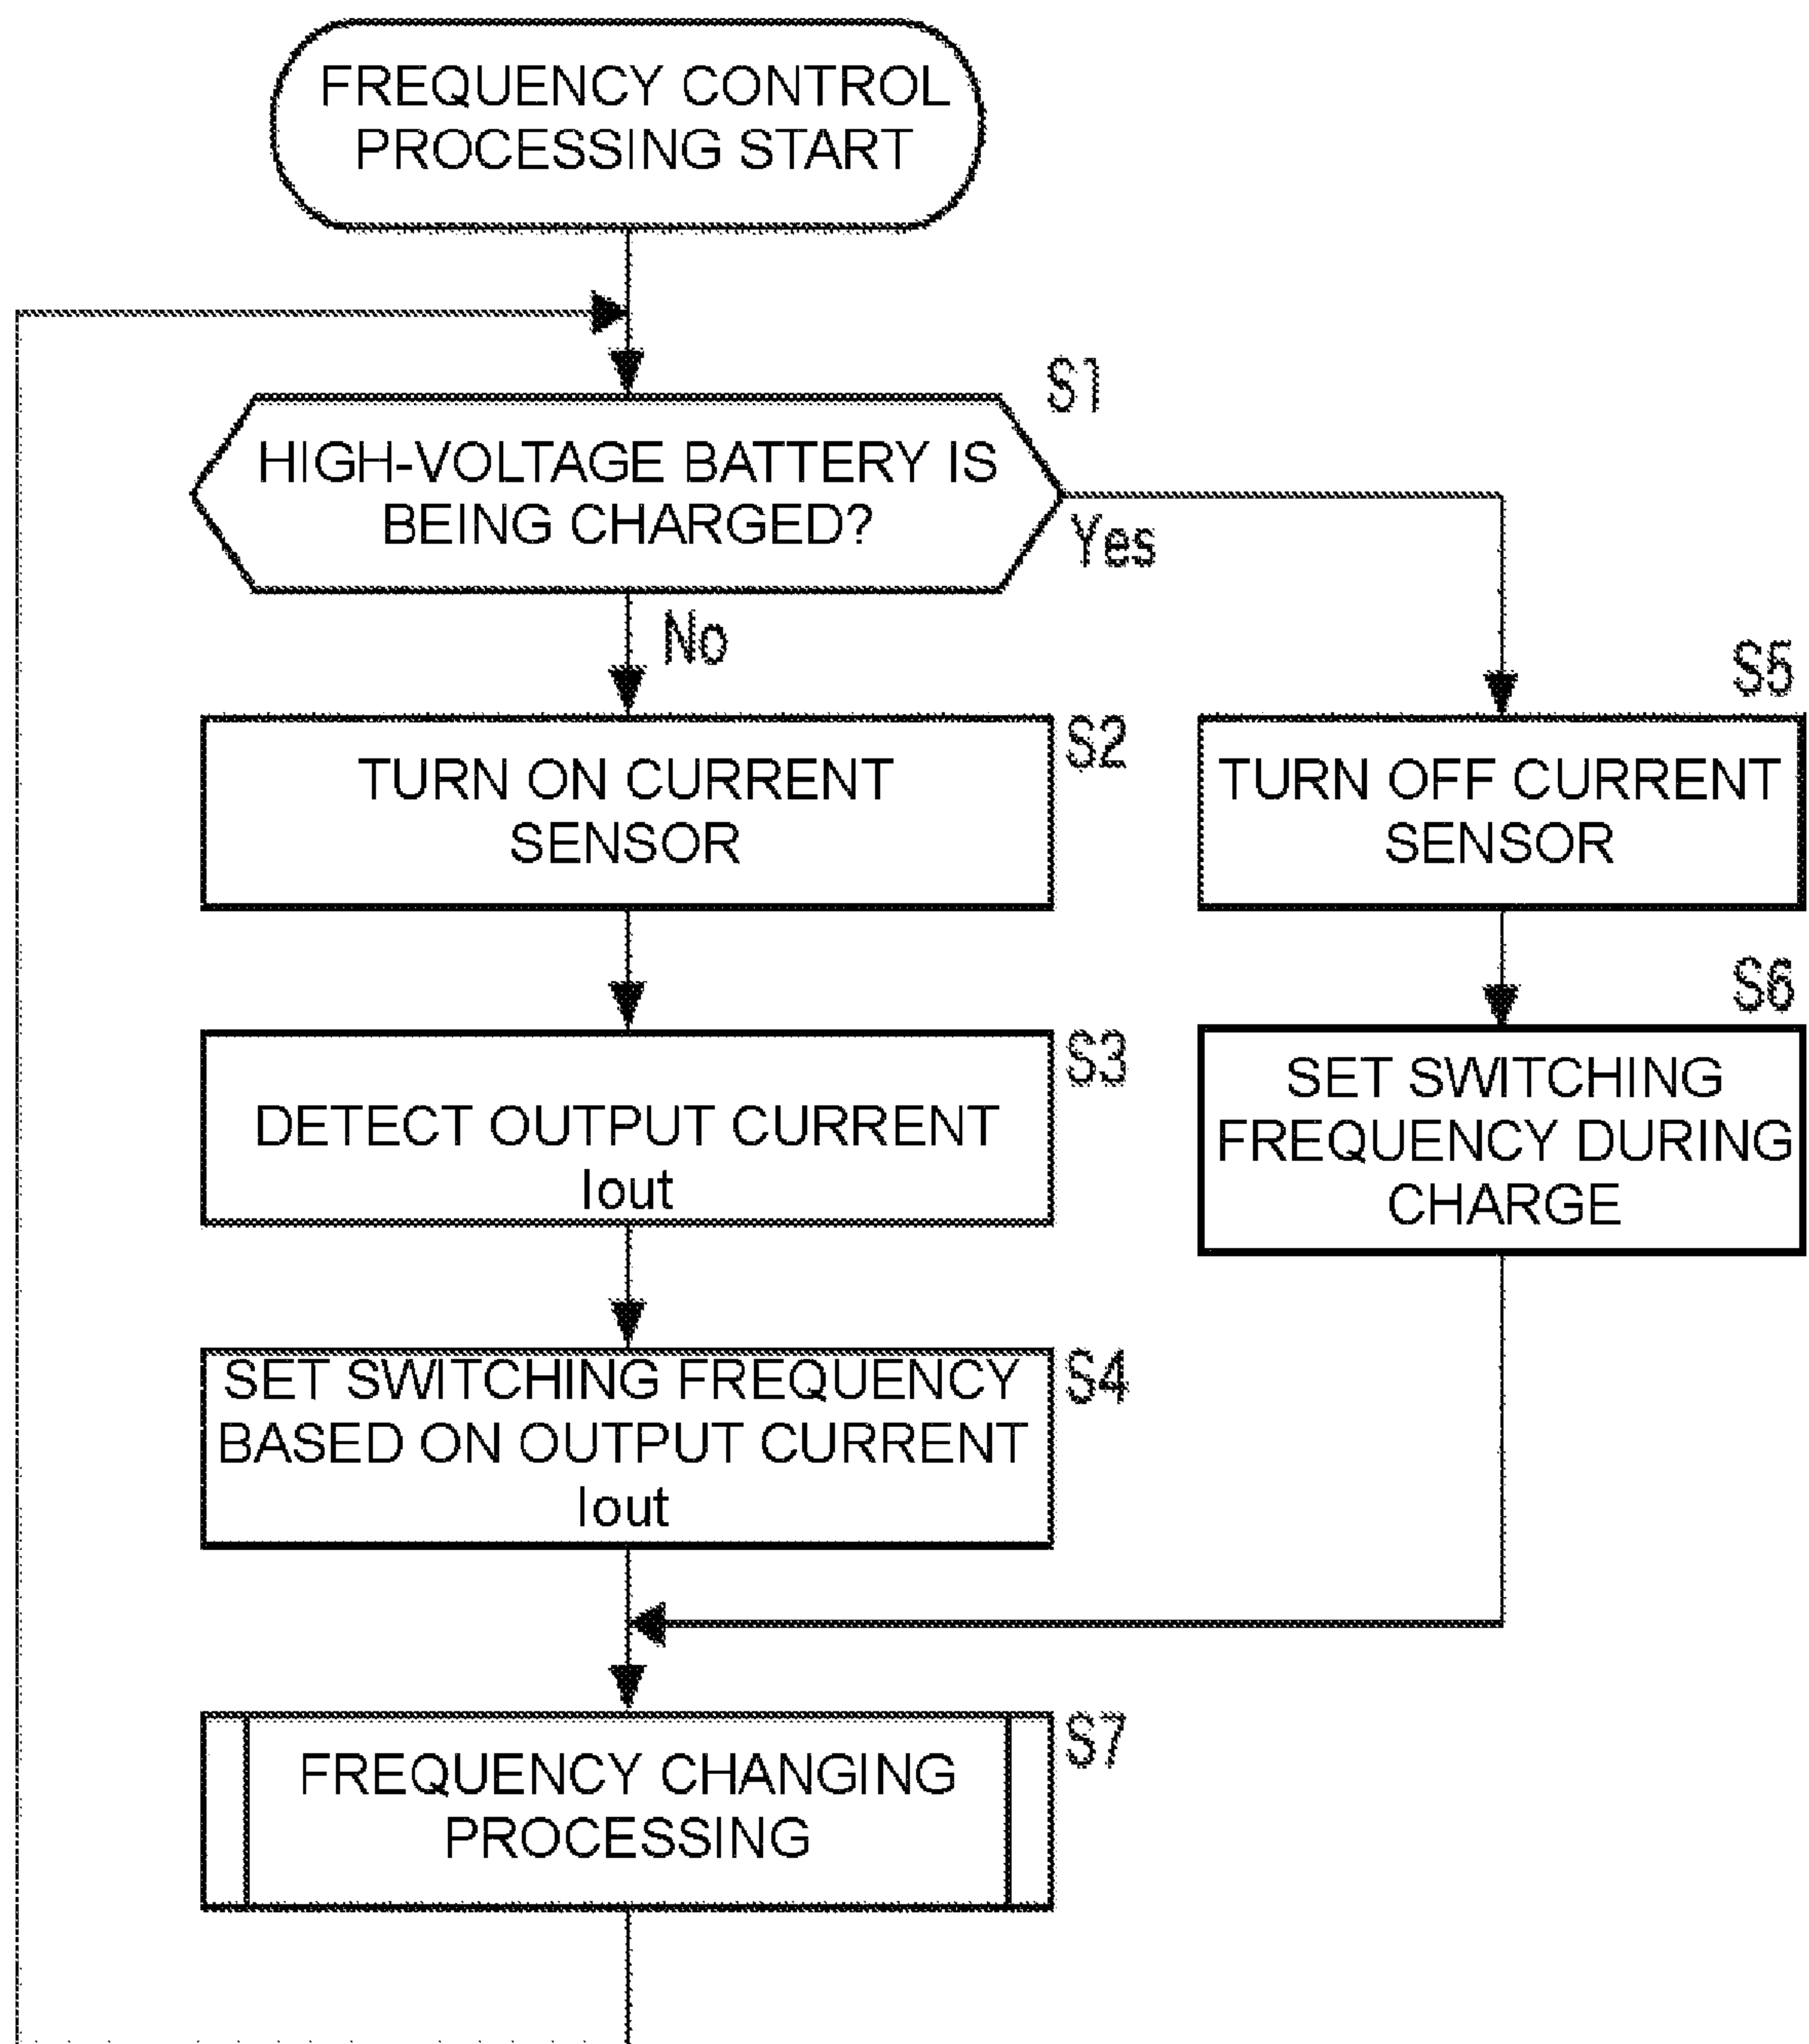 FREQUENCY CONTROL
PROCESSING START
S1
HIGH-VOLTAGE BATTERY IS
BEING CHARGED?
Yes
No
S2
TURN ON CURRENT
SENSOR
S5
TURN OFF CURRENT
SENSOR
S3
DETECT OUTPUT CURRENT
Iout
S6
SET SWITCHING
FREQUENCY DURING
CHARGE
S4
SET SWITCHING FREQUENCY
BASED ON OUTPUT CURRENT
Iout
S7
FREQUENCY CHANGING
PROCESSING